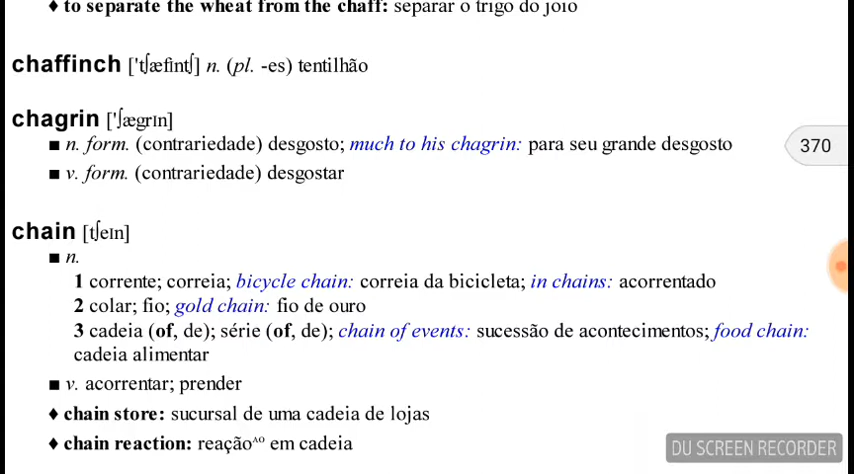 ♦ to separate the wheat from the chaff: separar o trigo do joio
chaffinch ['tʃæfintʃ] n. (pl. -es) tentilhão
chagrin ['ʃægrɪn]
■ n. form. (contrariedade) desgosto; much to his chagrin: para seu grande desgosto
370
■ v. form. (contrariedade) desgostar
chain [tʃeɪn]
■ n.
1 corrente; correia; bicycle chain: correia da bicicleta; in chains: acorrentado
2 colar; fio; gold chain: fio de ouro
3 cadeia (of, de); série (of, de); chain of events: sucessão de acontecimentos; food chain:
cadeia alimentar
■ v. acorrentar; prender
♦ chain store: sucursal de uma cadeia de lojas
♦ chain reaction: reaçãoᴬᴼ em cadeia
DU SCREEN RECORDER